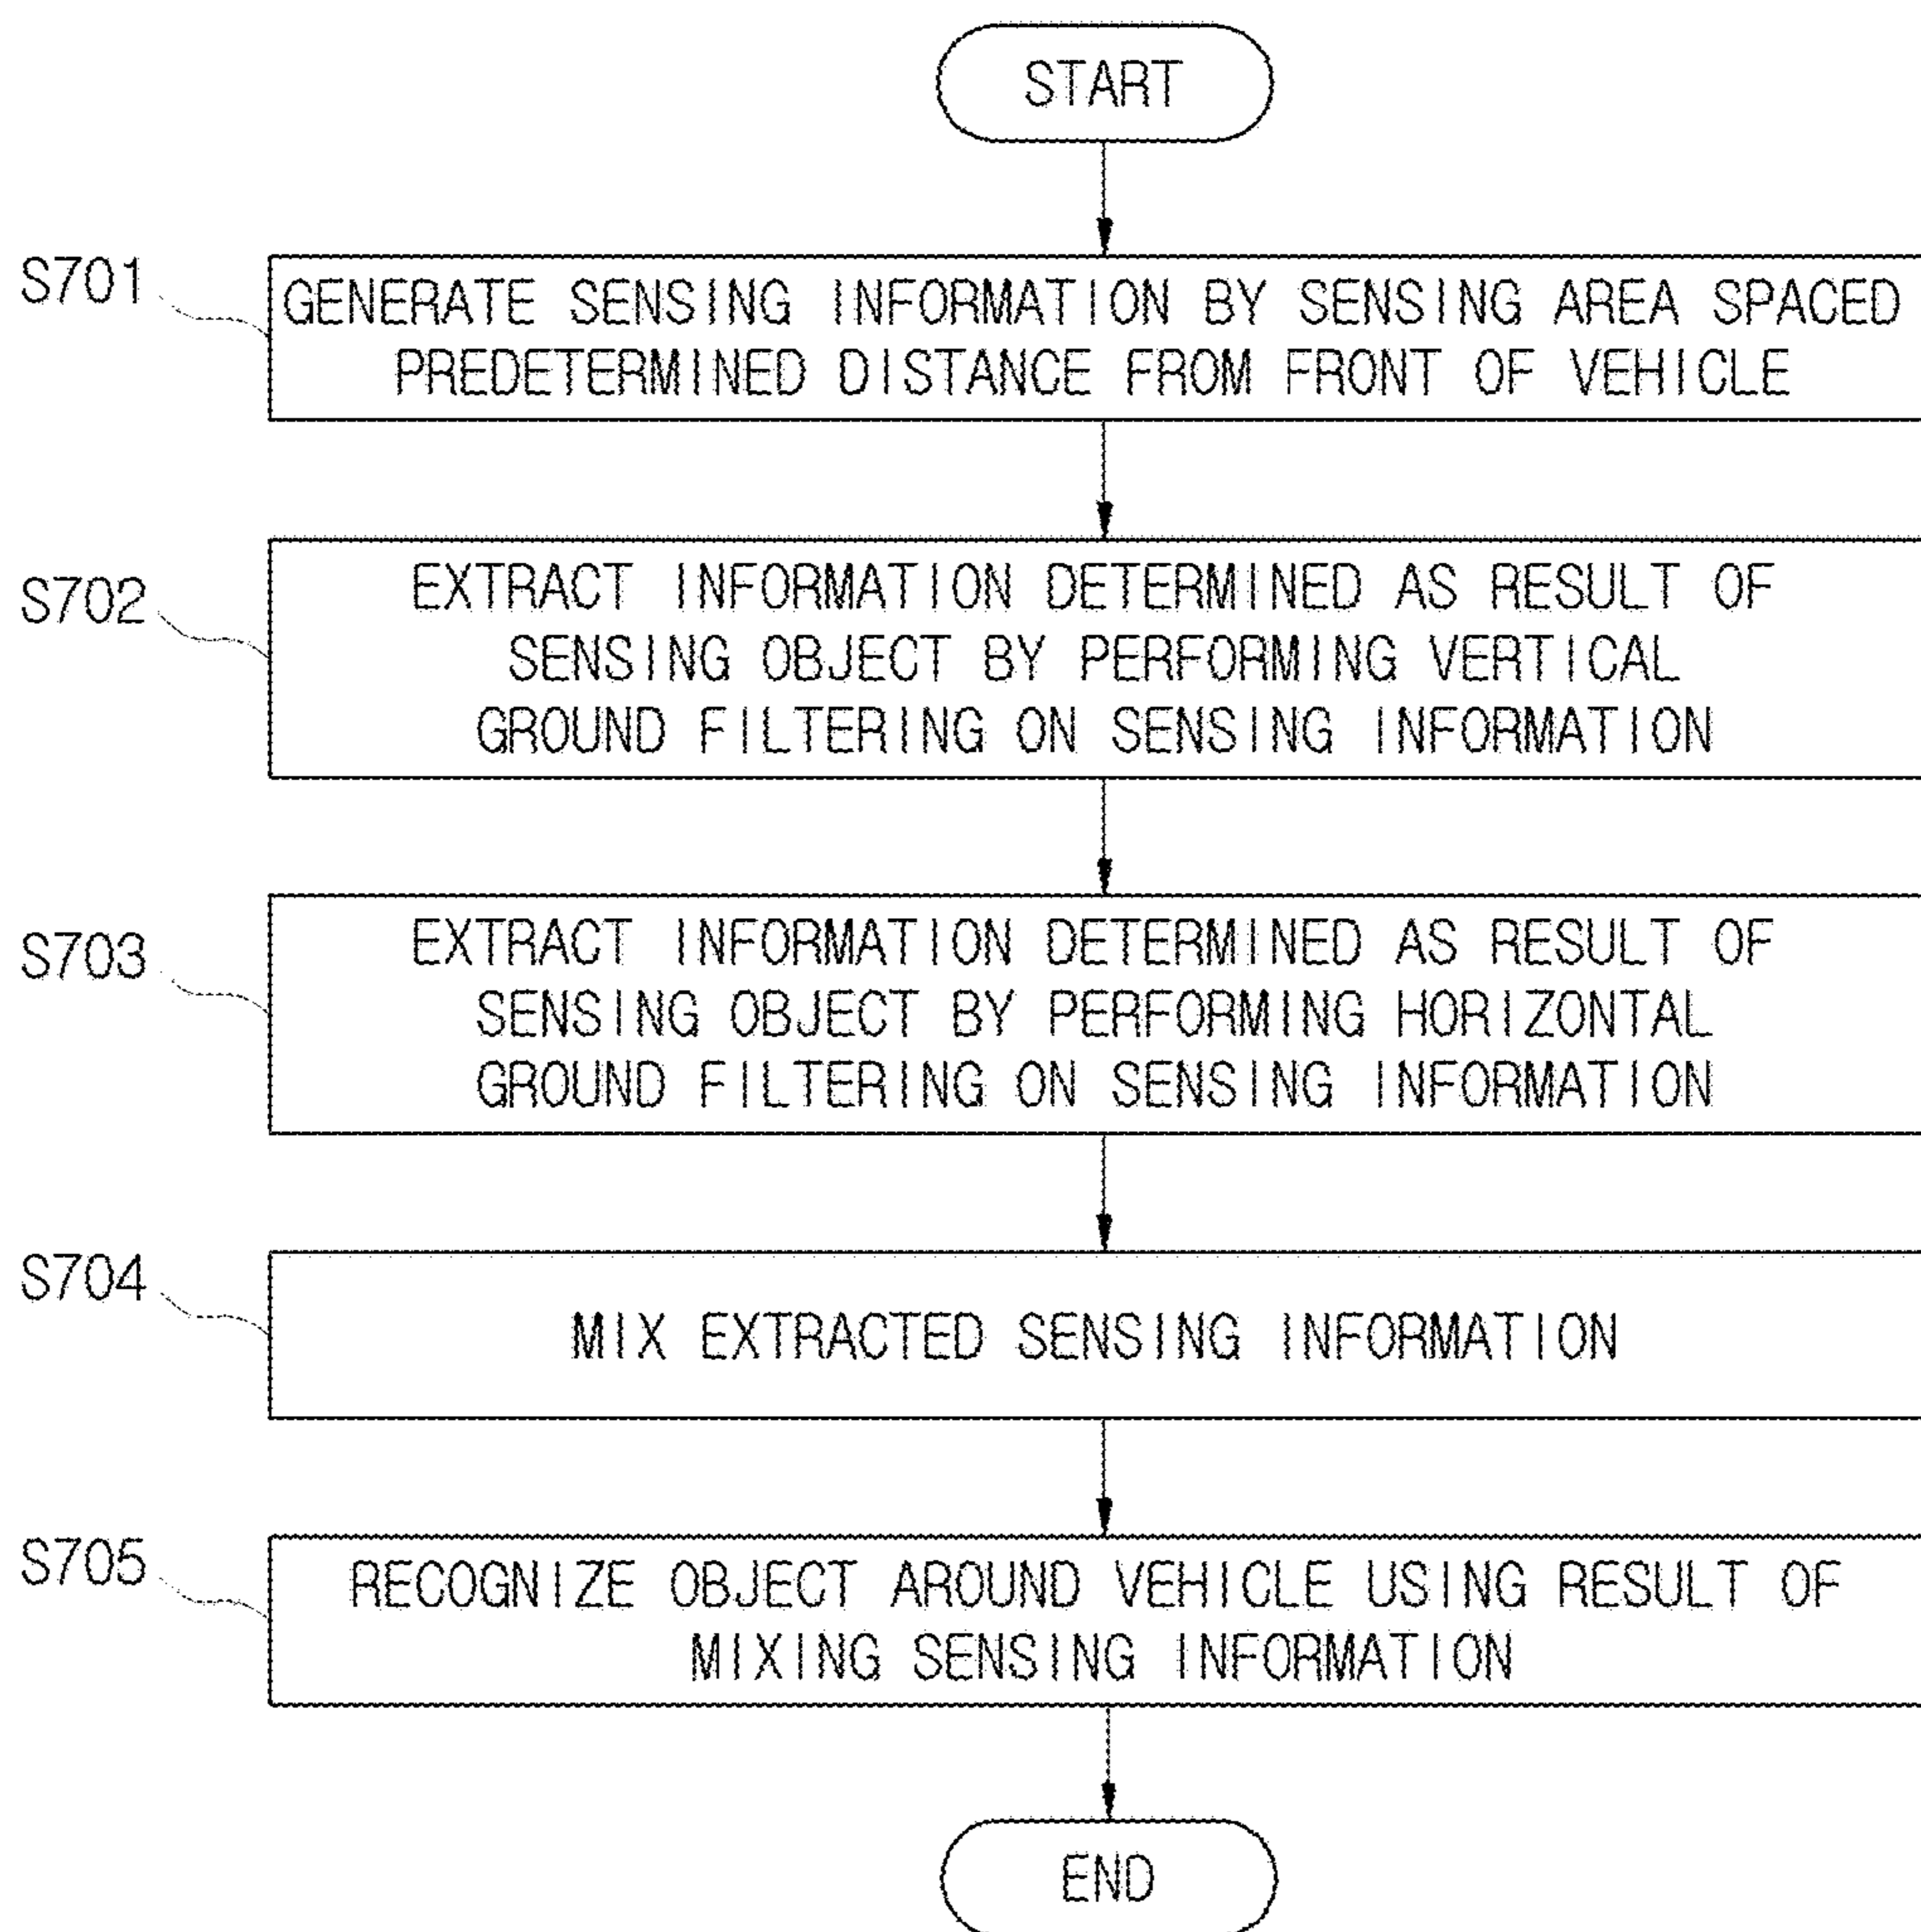 START
S701
GENERATE SENSING INFORMATION BY SENSING AREA SPACED
PREDETERMINED DISTANCE FROM FRONT OF VEHICLE
S702
EXTRACT INFORMATION DETERMINED AS RESULT OF
SENSING OBJECT BY PERFORMING VERTICAL
GROUND FILTERING ON SENSING INFORMATION
S703
EXTRACT INFORMATION DETERMINED AS RESULT OF
SENSING OBJECT BY PERFORMING HORIZONTAL
GROUND FILTERING ON SENSING INFORMATION
S704
MIX EXTRACTED SENSING INFORMATION
S705
RECOGNIZE OBJECT AROUND VEHICLE USING RESULT OF
MIXING SENSING INFORMATION
END